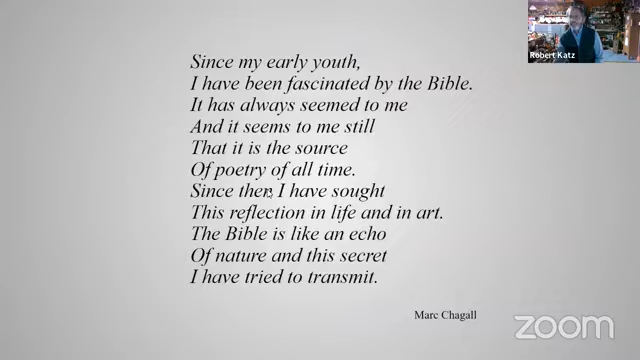 Since my early youth,
I have been fascinated by the Bible.
It has always seemed to me
And it seems to me still
That it is the source
Of poetry of all time.
Since then I have sought
This reflection in life and in art.
The Bible is like an echo
Of nature and this secret
I have tried to transmit.
Marc Chagall
Robert Katz
zoom